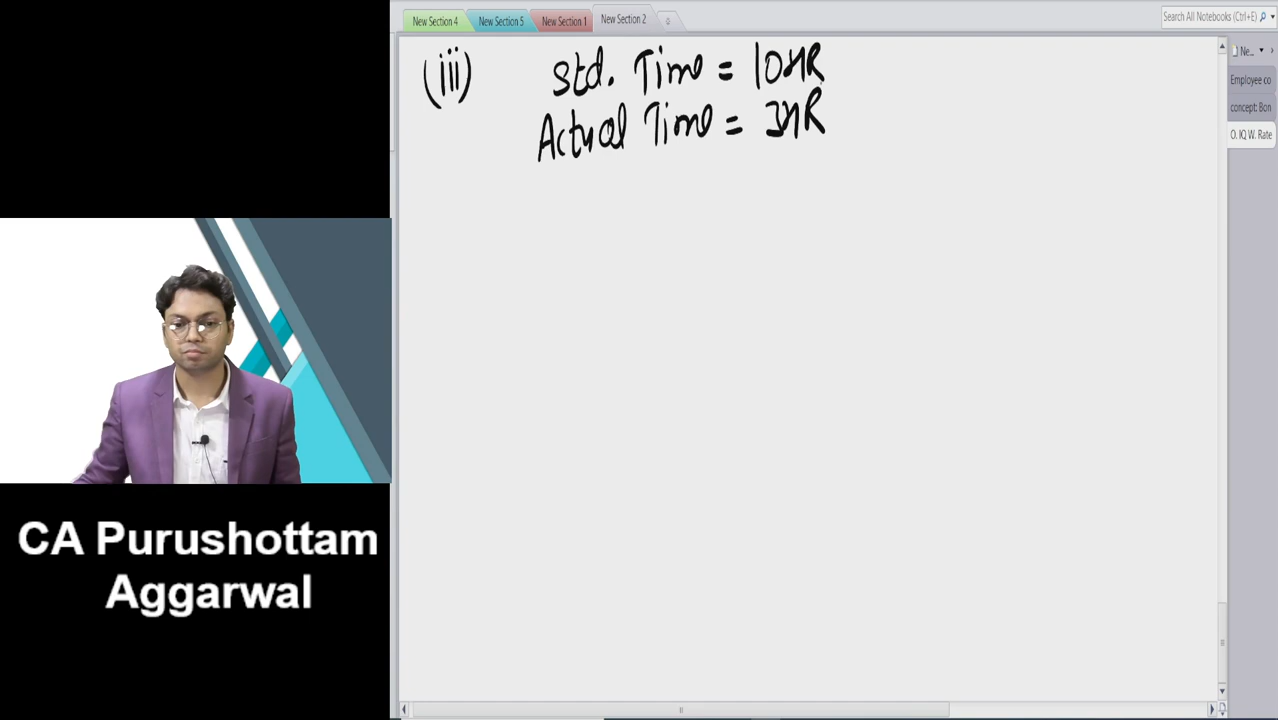 New Section 4 New Section 5 New Section 1 New Section 2
Search All Notebooks (Ctrl+E)
(iii) Std. Time = 10HR
Actual Time = 3HR
Ne...
Employee co
concept: Bon
O. IQ W. Rate
CA Purushottam
Aggarwal